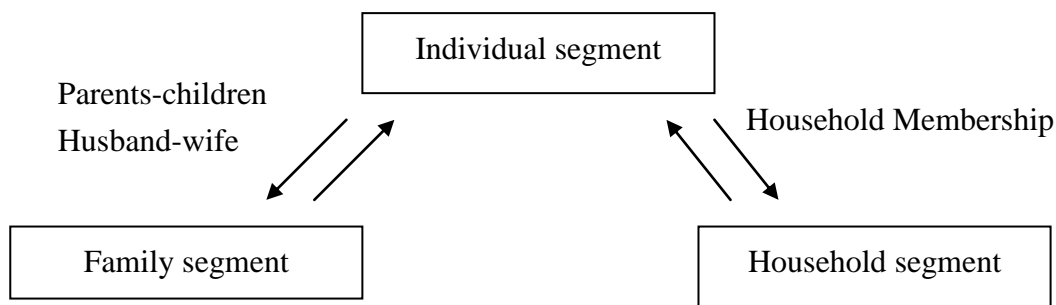 Individual segment
Parents-children
Husband-wife
Household Membership
Family segment
Household segment